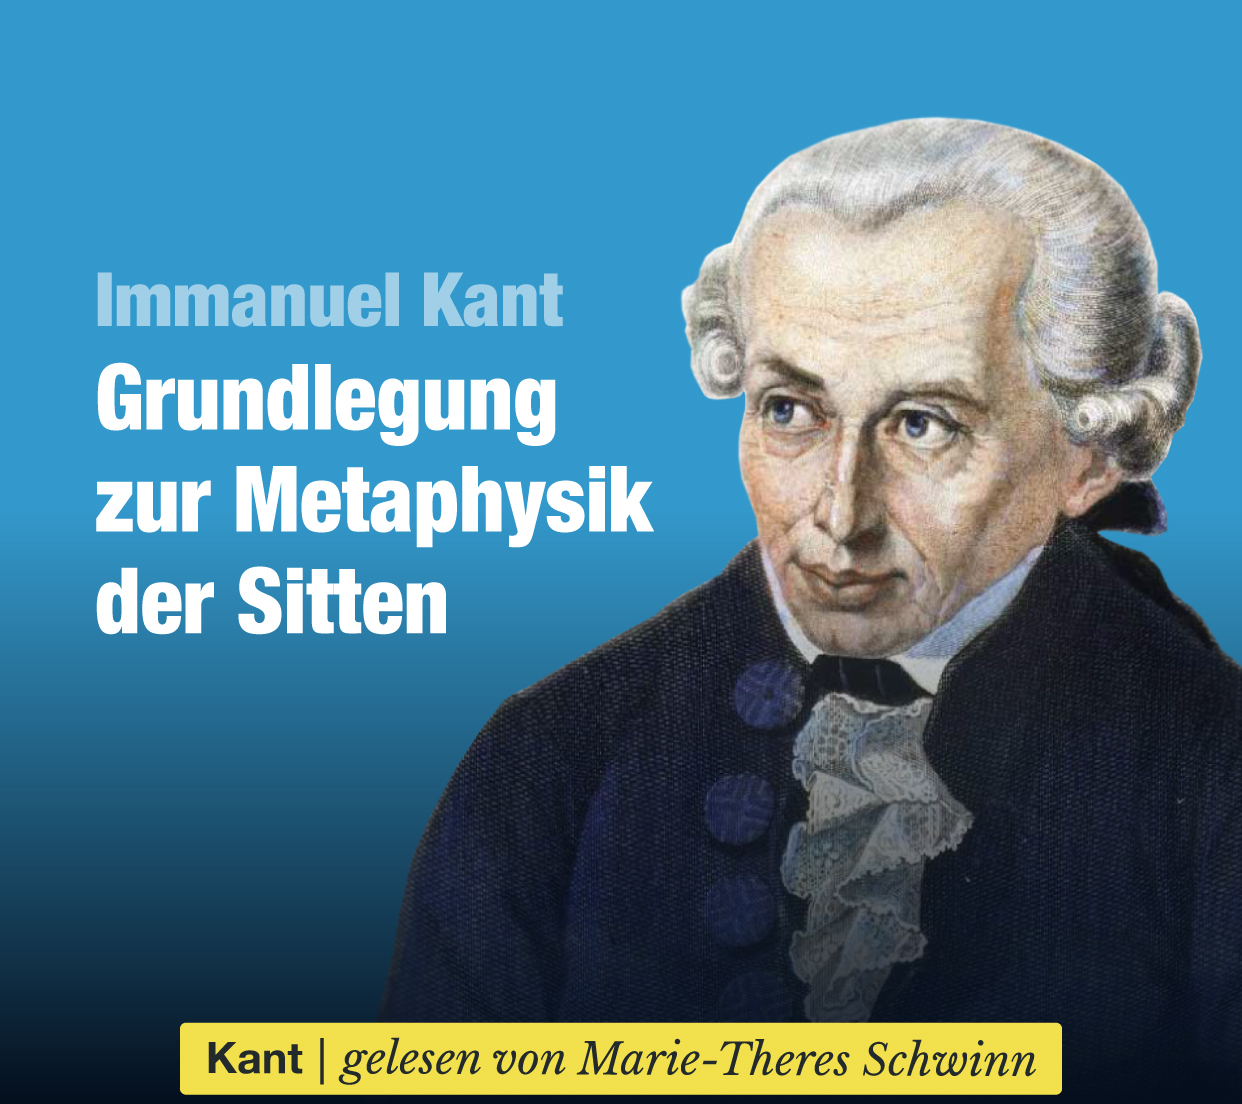 Immanuel Kant
Grundlegung
zur Metaphysik
der Sitten
Kant | gelesen von Marie-Theres Schwinn